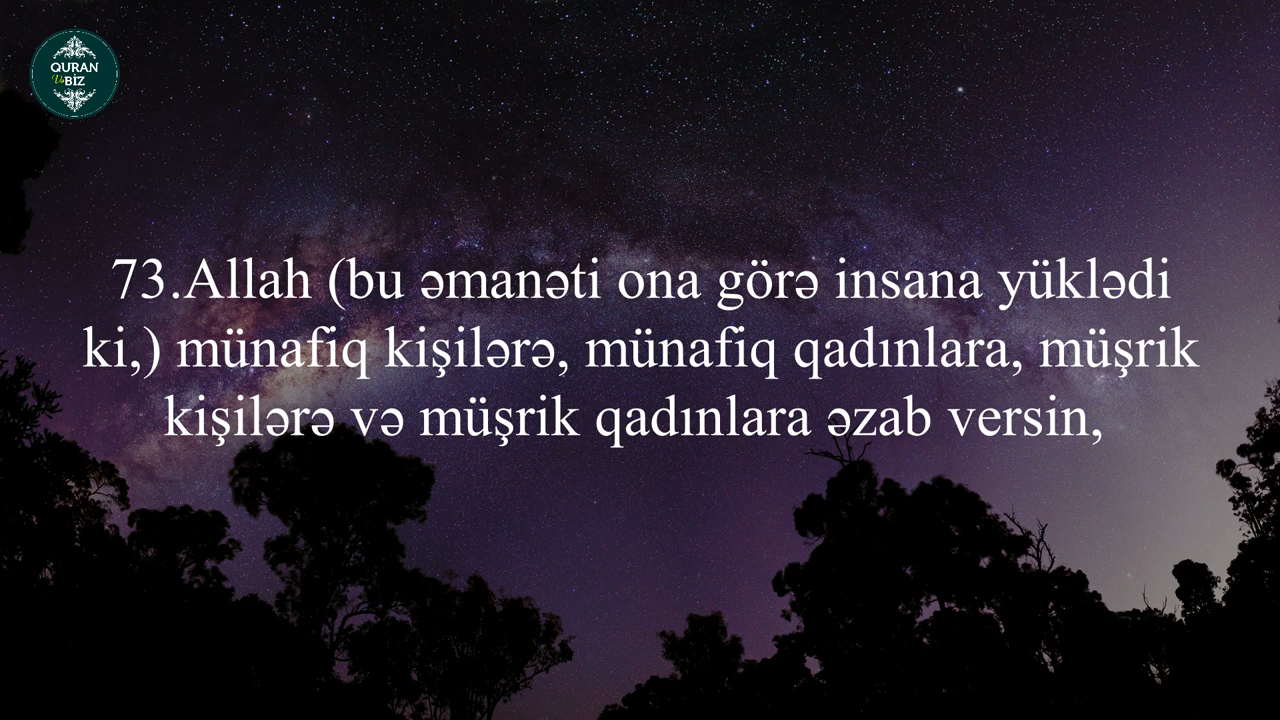 QURAN
Və BİZ
73.Allah (bu əmanəti ona görə insana yüklədi
ki,) münafiq kişilərə, münafiq qadınlara, müşrik
kişilərə və müşrik qadınlara əzab versin,